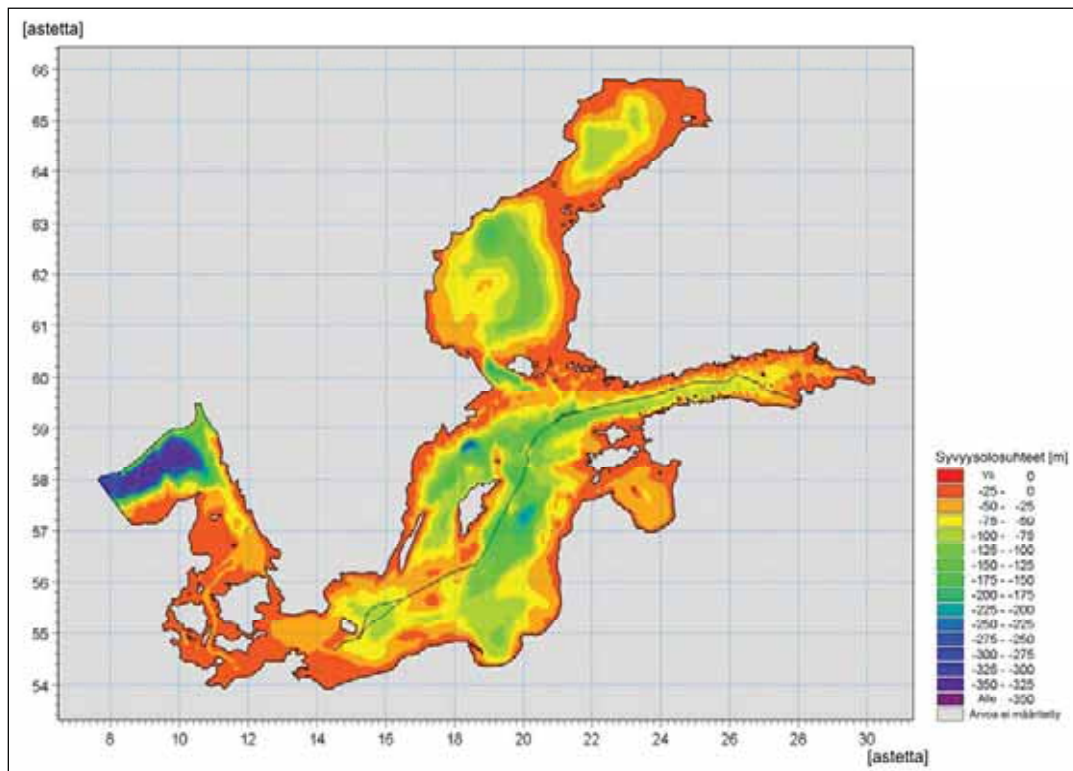 [astetta]
66
65
64
63
62
61
60
59
58
57
56
55
54
8 10 12 14 16 18 20 22 24 26 28 30
[astetta]
Syvyysolosuhteet [m]
Yli 0
-25 - 0
-50 - -25
-75 - -50
-100 - -75
-125 - -100
-150 - -125
-175 - -150
-200 - -175
-225 - -200
-250 - -225
-275 - -250
-300 - -275
-325 - -300
-350 - -325
Alle -350
Arvoa ei määritelty